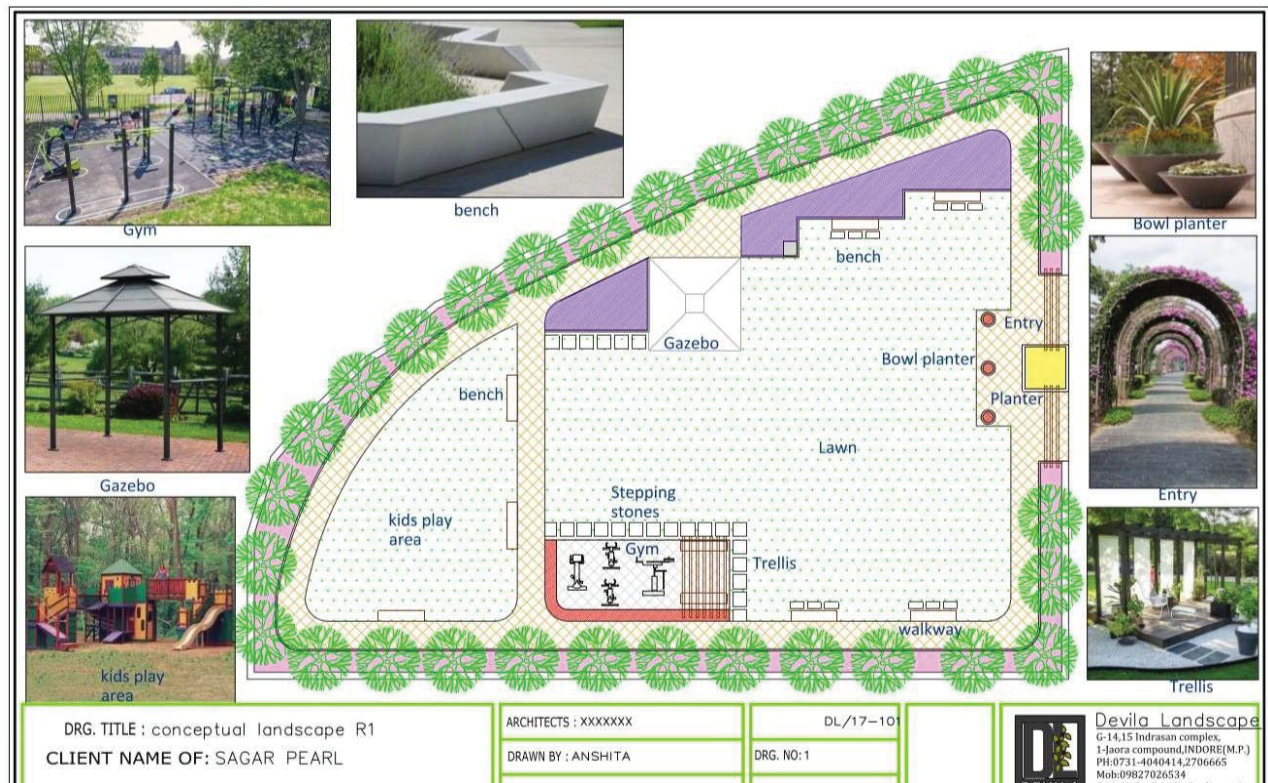 Gym
bench
Bowl planter
Gazebo
kids play
area
Entry
Trellis
bench
Gazebo
Entry
Bowl planter
Planter
bench
Lawn
Stepping
stones
kids play
area
Gym
Trellis
walkway
DRG. TITLE : conceptual landscape R1
CLIENT NAME OF: SAGAR PEARL
ARCHITECTS : XXXXXXX
DL/17-101
DRAWN BY : ANSHITA
DRG. NO: 1
DL
Devila Landscape
G-14,15 Indrasan complex,
1-Jaora compound,INDORE(M.P.)
PH:0731-4040414,2706665
Mob:09827026534